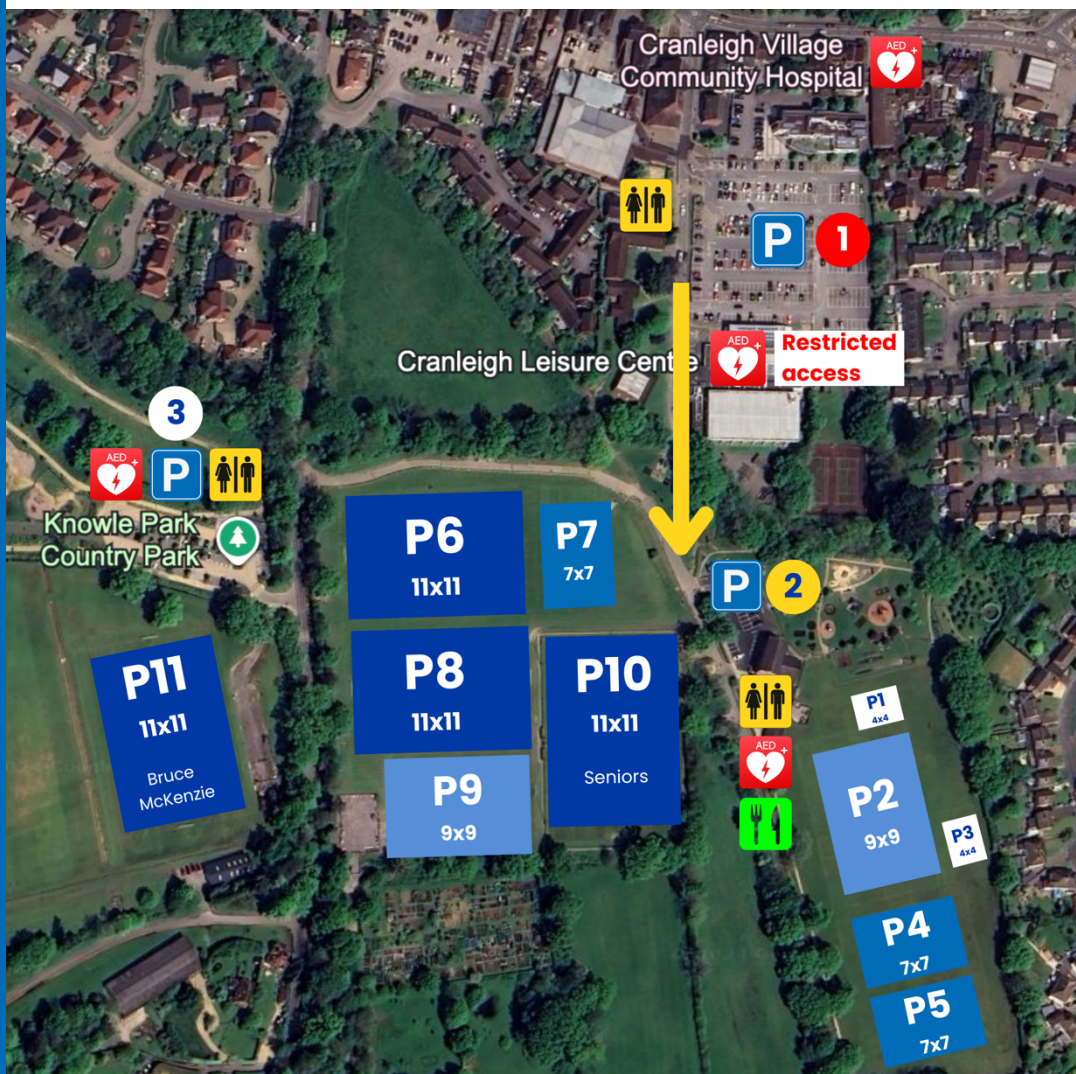 Cranleigh Village
Community Hospital
AED
P
1
Cranleigh Leisure Centre
AED
Restricted
access
3
AED
P
Knowle Park
Country Park
P6
11x11
P7
7x7
P
2
P11
11x11
Bruce
McKenzie
P8
11x11
P10
11x11
Seniors
P9
9x9
AED
P1
4x4
P2
9x9
P3
4x4
P4
7x7
P5
7x7